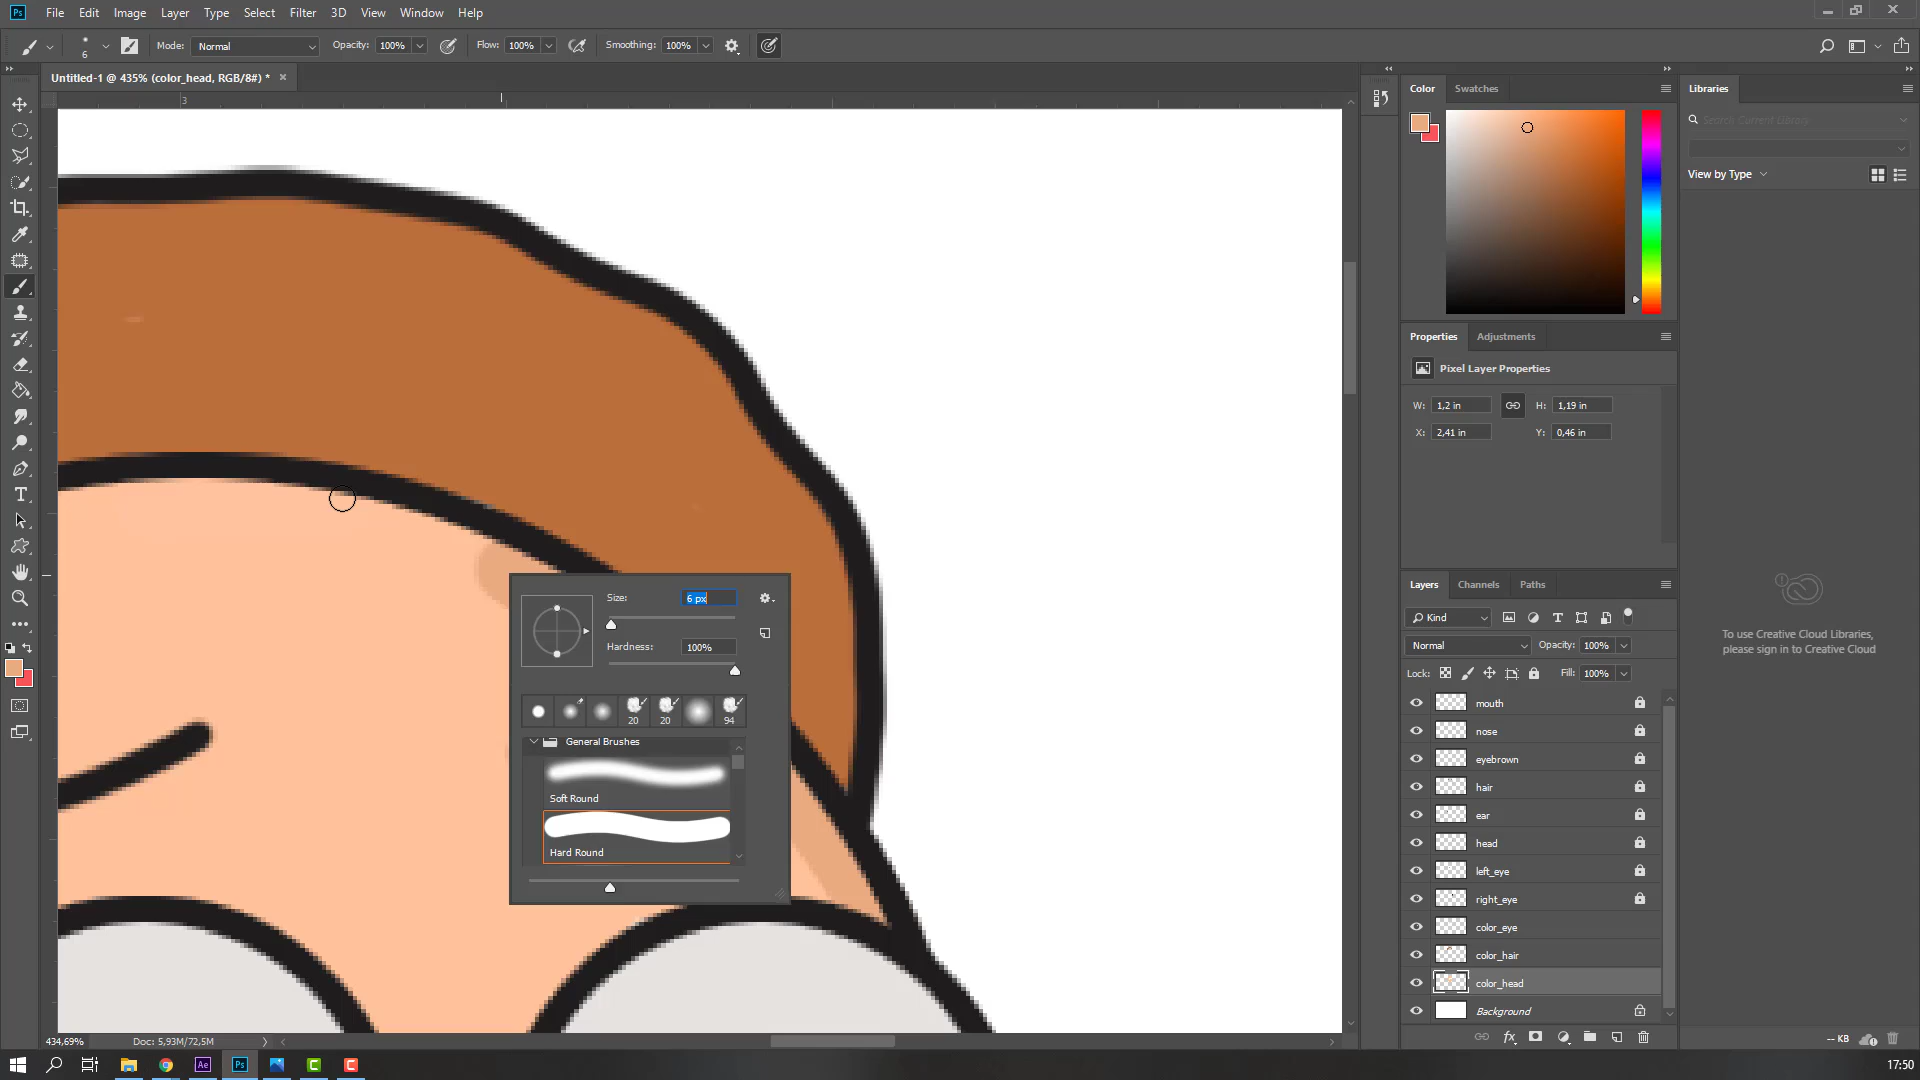 Ps File Edit Image Layer Type Select Filter 3D View Window Help
6 Mode: Normal Opacity: 100% Flow: 100% Smoothing: 100%
Untitled-1 @ 435% (color_head, RGB/8#) * ×
3
Color Swatches
Libraries
Search Current Library
View by Type
Properties Adjustments
Pixel Layer Properties
W: 1,2 in H: 1,19 in
X: 2,41 in Y: 0,46 in
Size: 6 px
Hardness: 100%
20 20 94
General Brushes
Soft Round
Hard Round
Layers Channels Paths
Kind
Normal Opacity: 100%
Lock: Fill: 100%
mouth
nose
eyebrown
hair
ear
head
left_eye
right_eye
color_eye
color_hair
color_head
Background
To use Creative Cloud Libraries,
please sign in to Creative Cloud
-- KB
434,69% Doc: 5,93M/72,5M
Ae Ps C C
17:50